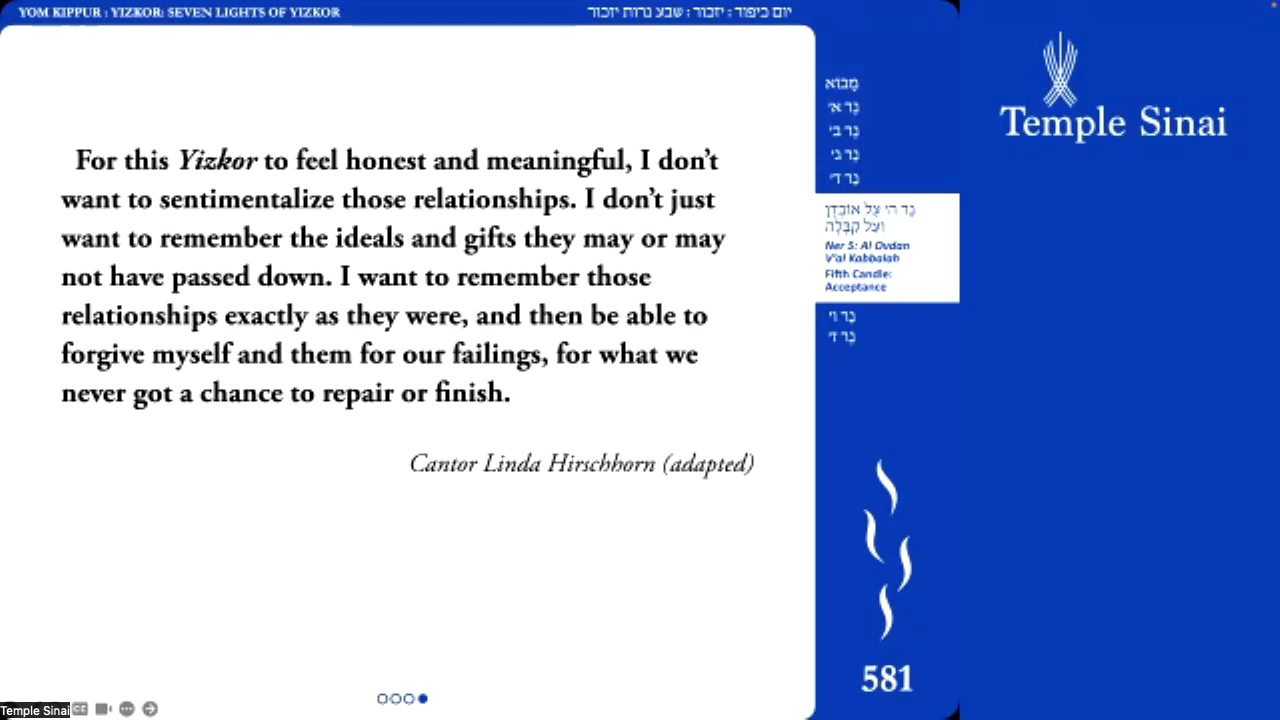 YOM KIPPUR : YIZKOR: SEVEN LIGHTS OF YIZKOR
יום כיפור : יזכור : שבע נרות יזכור
For this Yizkor to feel honest and meaningful, I don’t
want to sentimentalize those relationships. I don’t just
want to remember the ideals and gifts they may or may
not have passed down. I want to remember those
relationships exactly as they were, and then be able to
forgive myself and them for our failings, for what we
never got a chance to repair or finish.
Cantor Linda Hirschhorn (adapted)
מָבוֹא
נֵר א׳
נֵר ב׳
נֵר ג׳
נֵר ד׳
נֵר ה׳ עַל אוֹבְדָן
וְעַל קַבָּלָה
Ner 5: Al Ovdan
V'al Kabbalah
Fifth Candle:
Acceptance
נֵר ו׳
נֵר ז׳
581
Temple Sinai
Temple Sinai
CC